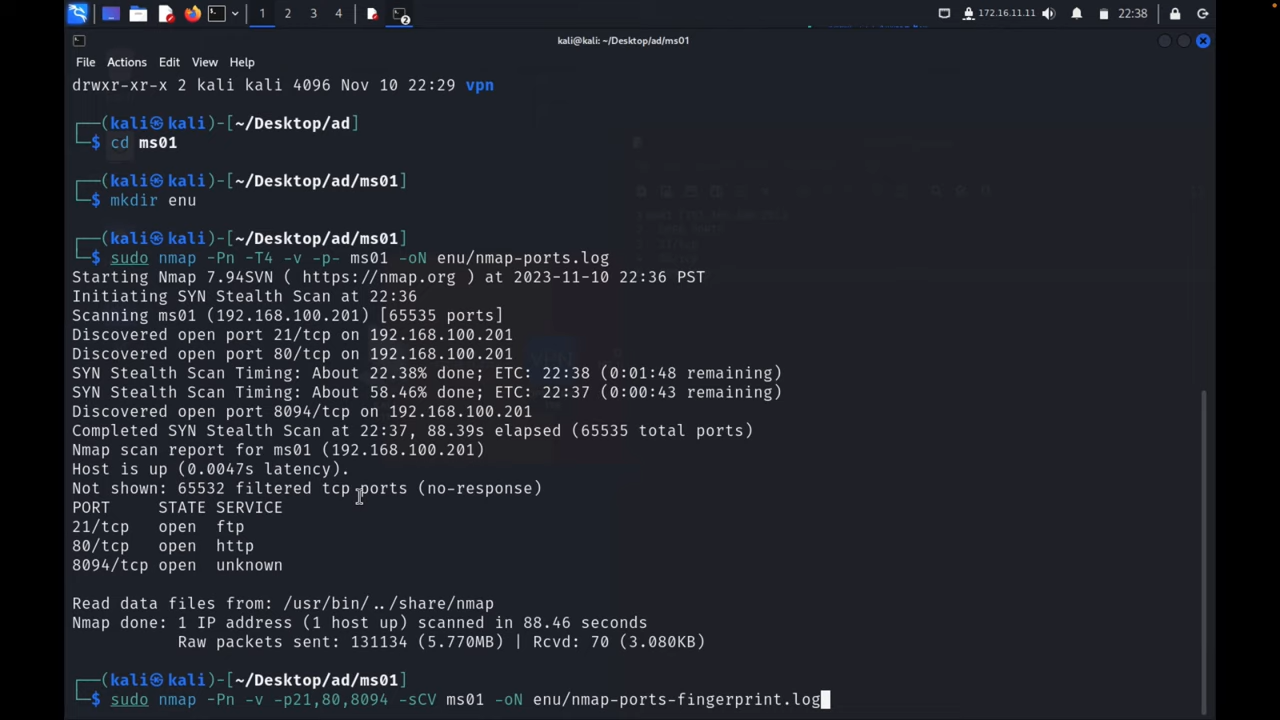 1 2 3 4 2 172.16.11.11 22:38
kali@kali: ~/Desktop/ad/ms01
File Actions Edit View Help
drwxr-xr-x 2 kali kali 4096 Nov 10 22:29 vpn
┌──(kali㉿kali)-[~/Desktop/ad]
└─$ cd ms01
┌──(kali㉿kali)-[~/Desktop/ad/ms01]
└─$ mkdir enu
┌──(kali㉿kali)-[~/Desktop/ad/ms01]
└─$ sudo nmap -Pn -T4 -v -p- ms01 -oN enu/nmap-ports.log
Starting Nmap 7.94SVN ( https://nmap.org ) at 2023-11-10 22:36 PST
Initiating SYN Stealth Scan at 22:36
Scanning ms01 (192.168.100.201) [65535 ports]
Discovered open port 21/tcp on 192.168.100.201
Discovered open port 80/tcp on 192.168.100.201
SYN Stealth Scan Timing: About 22.38% done; ETC: 22:38 (0:01:48 remaining)
SYN Stealth Scan Timing: About 58.46% done; ETC: 22:37 (0:00:43 remaining)
Discovered open port 8094/tcp on 192.168.100.201
Completed SYN Stealth Scan at 22:37, 88.39s elapsed (65535 total ports)
Nmap scan report for ms01 (192.168.100.201)
Host is up (0.0047s latency).
Not shown: 65532 filtered tcp ports (no-response)
PORT STATE SERVICE
21/tcp open ftp
80/tcp open http
8094/tcp open unknown
Read data files from: /usr/bin/../share/nmap
Nmap done: 1 IP address (1 host up) scanned in 88.46 seconds
Raw packets sent: 131134 (5.770MB) | Rcvd: 70 (3.080KB)
┌──(kali㉿kali)-[~/Desktop/ad/ms01]
└─$ sudo nmap -Pn -v -p21,80,8094 -sCV ms01 -oN enu/nmap-ports-fingerprint.log